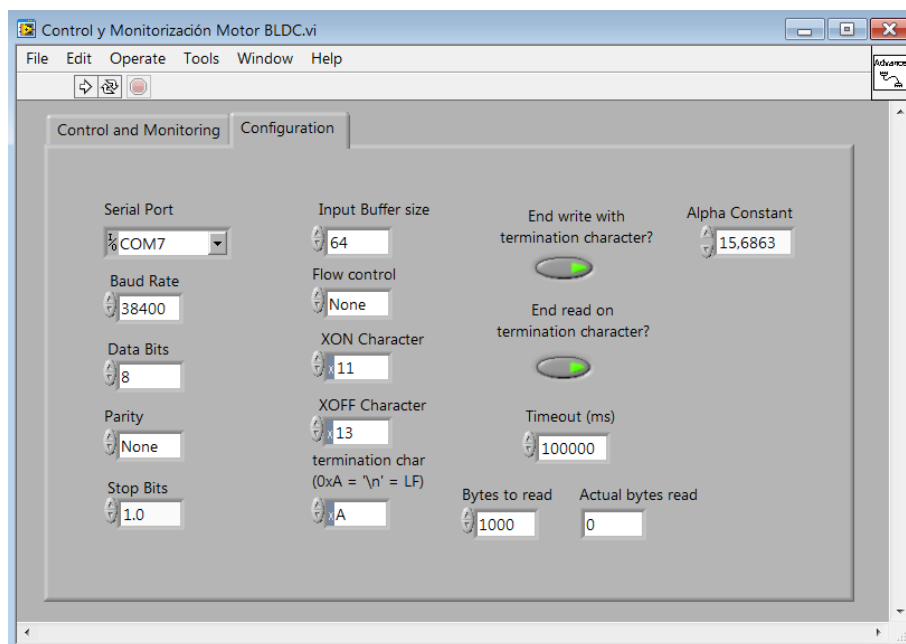 Control y Monitorización Motor BLDC.vi
File Edit Operate Tools Window Help
Advance
Control and Monitoring Configuration
Serial Port
COM7
Baud Rate
38400
Data Bits
8
Parity
None
Stop Bits
1.0
Input Buffer size
64
Flow control
None
XON Character
x 11
XOFF Character
x 13
termination char
(0xA = '\n' = LF)
x A
End write with
termination character?
End read on
termination character?
Timeout (ms)
100000
Bytes to read
1000
Actual bytes read
0
Alpha Constant
15,6863